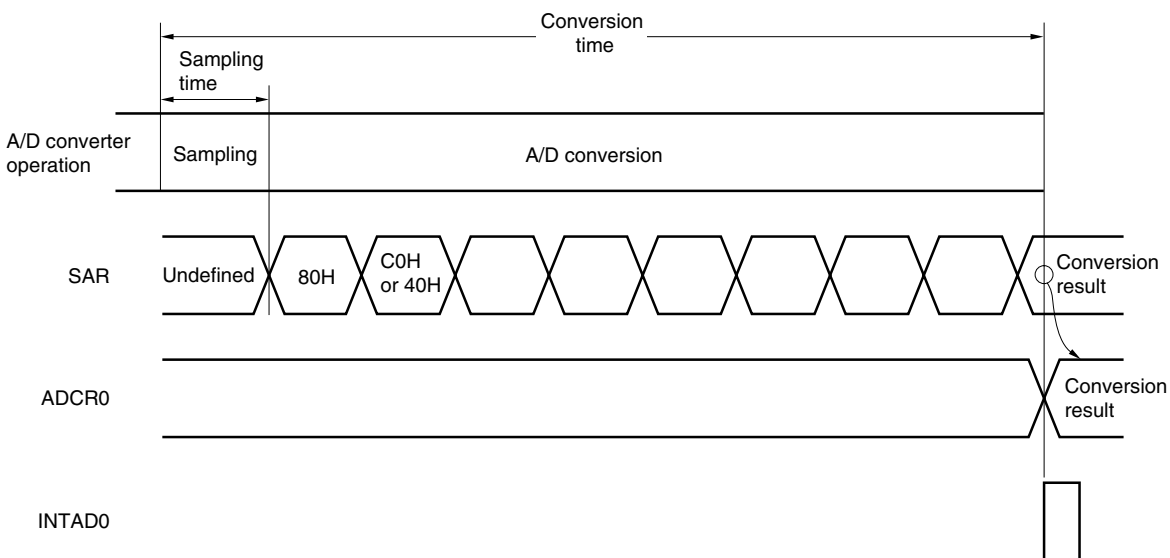 Conversion
time
Sampling
time
A/D converter
operation
Sampling
A/D conversion
SAR
Undefined
80H
C0H
or 40H
Conversion
result
ADCR0
Conversion
result
INTAD0